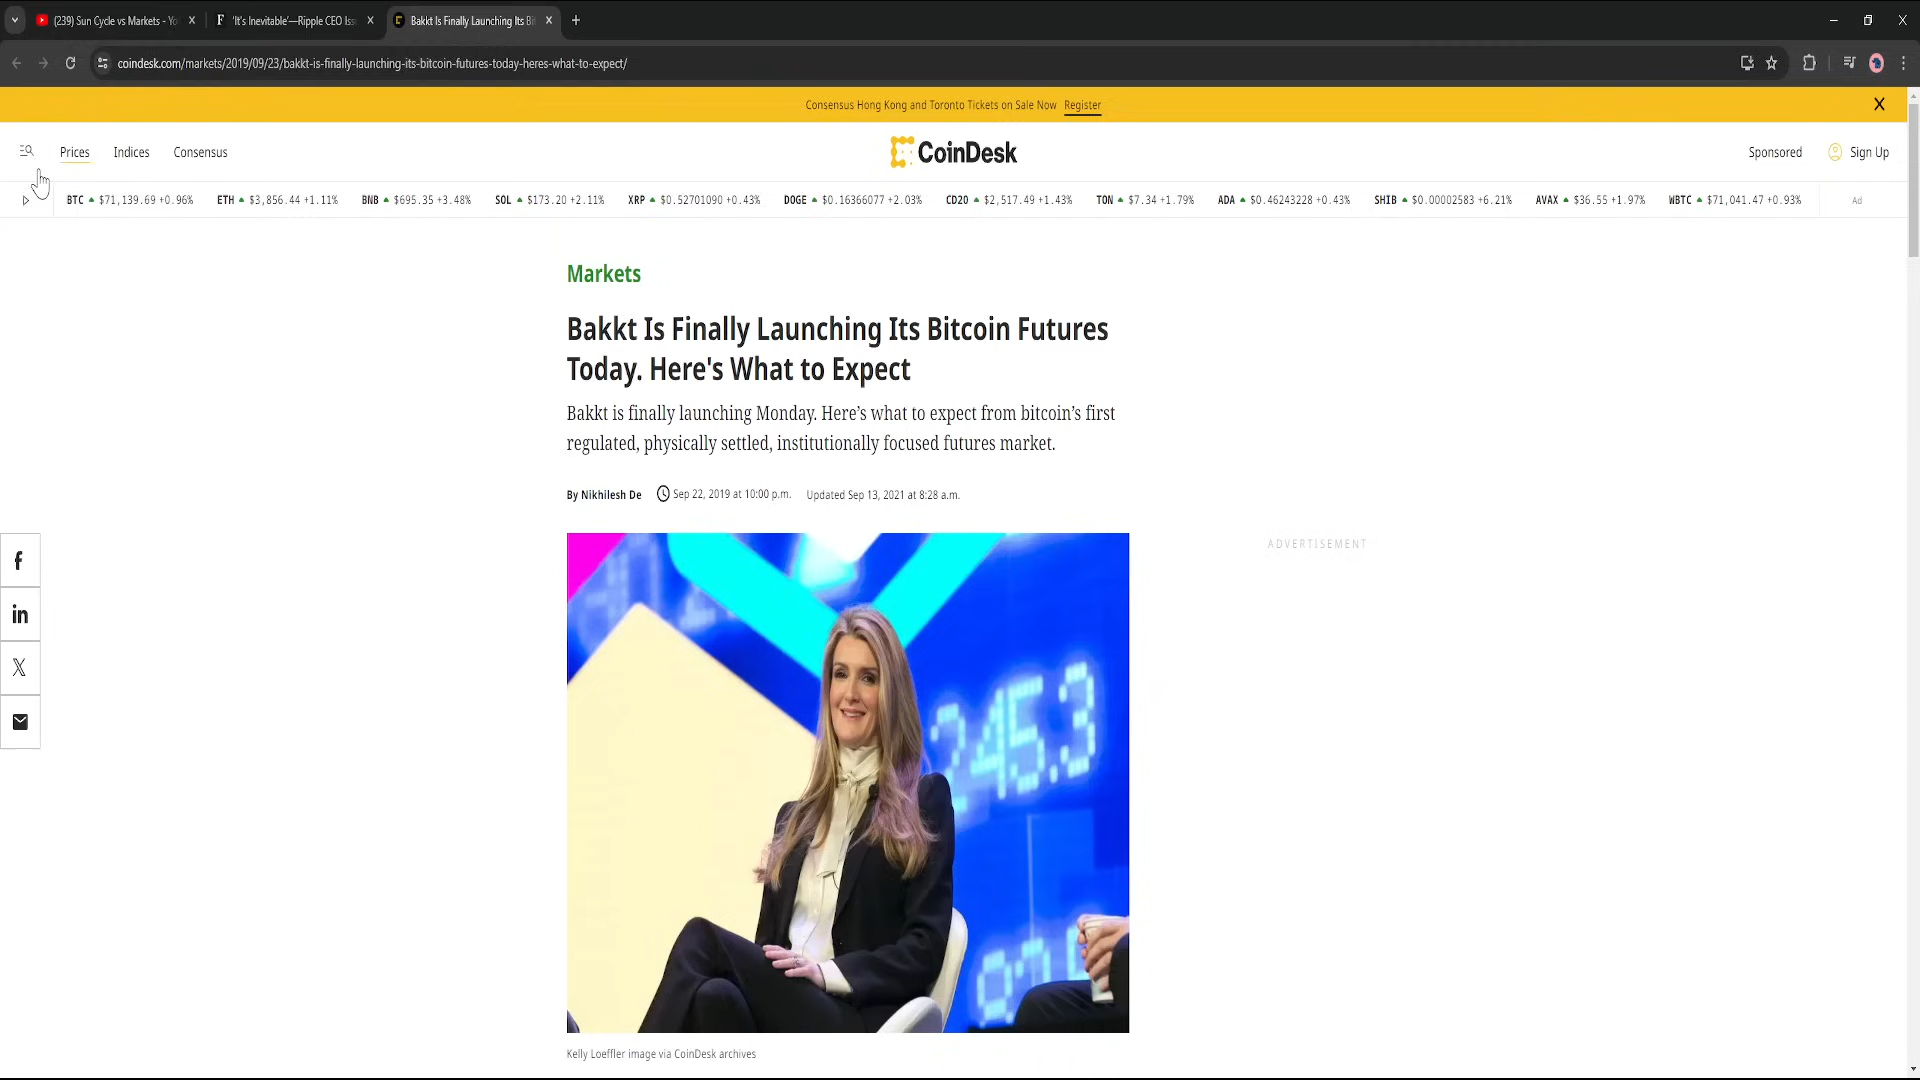 (239) Sun Cycle vs Markets - Yo
'It's Inevitable'—Ripple CEO Iss
Bakkt Is Finally Launching Its Bi
coindesk.com/markets/2019/09/23/bakkt-is-finally-launching-its-bitcoin-futures-today-heres-what-to-expect/
Consensus Hong Kong and Toronto Tickets on Sale Now Register
Prices Indices Consensus
CoinDesk
Sponsored Sign Up
BTC $71,139.69 +0.96% ETH $3,856.44 +1.11% BNB $695.35 +3.48% SOL $173.20 +2.11% XRP $0.52701090 +0.43% DOGE $0.16366077 +2.03% CD20 $2,517.49 +1.43% TON $7.34 +1.79% ADA $0.46243228 +0.43% SHIB $0.00002583 +6.21% AVAX $36.55 +1.97% WBTC $71,041.47 +0.93% Ad
Markets
Bakkt Is Finally Launching Its Bitcoin Futures
Today. Here's What to Expect
Bakkt is finally launching Monday. Here's what to expect from bitcoin's first
regulated, physically settled, institutionally focused futures market.
By Nikhilesh De Sep 22, 2019 at 10:00 p.m. Updated Sep 13, 2021 at 8:28 a.m.
ADVERTISEMENT
245.3
Kelly Loeffler image via CoinDesk archives